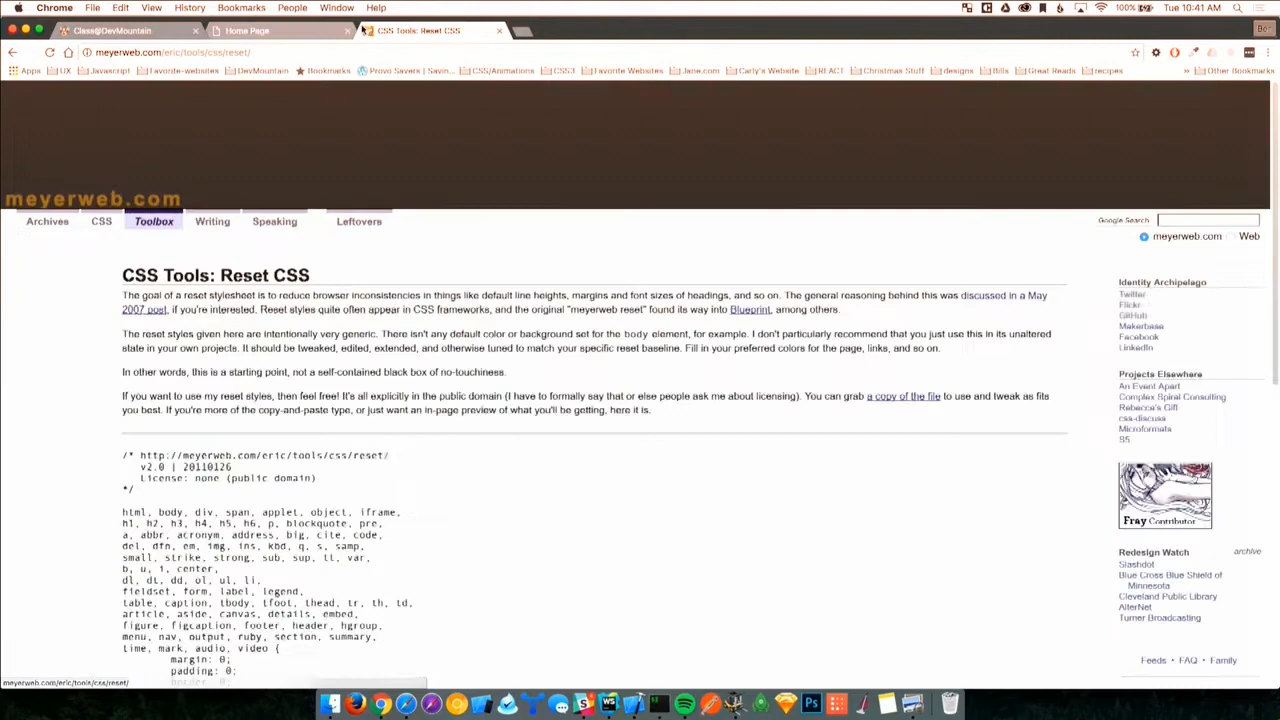 Chrome File Edit View History Bookmarks People Window Help 100% Tue 10:41 AM
Class@DevMountain Home Page CSS Tools: Reset CSS Ben
meyerweb.com/eric/tools/css/reset/
Apps UX Javascript Favorite-websites DevMountain Bookmarks Provo Savers | Savin... CSS/Animations CSS3 Favorite Websites Jane.com Carly's Website REACT Christmas Stuff designs Bills Great Reads recipes » Other Bookmarks
meyerweb.com
Archives CSS Toolbox Writing Speaking Leftovers
Google Search
meyerweb.com Web
CSS Tools: Reset CSS
The goal of a reset stylesheet is to reduce browser inconsistencies in things like default line heights, margins and font sizes of headings, and so on. The general reasoning behind this was discussed in a May
2007 post, if you're interested. Reset styles quite often appear in CSS frameworks, and the original "meyerweb reset" found its way into Blueprint, among others.
The reset styles given here are intentionally very generic. There isn't any default color or background set for the body element, for example. I don't particularly recommend that you just use this in its unaltered
state in your own projects. It should be tweaked, edited, extended, and otherwise tuned to match your specific reset baseline. Fill in your preferred colors for the page, links, and so on.
In other words, this is a starting point, not a self-contained black box of no-touchiness.
If you want to use my reset styles, then feel free! It's all explicitly in the public domain (I have to formally say that or else people ask me about licensing). You can grab a copy of the file to use and tweak as fits
you best. If you're more of the copy-and-paste type, or just want an in-page preview of what you'll be getting, here it is.
/* http://meyerweb.com/eric/tools/css/reset/
v2.0 | 20110126
License: none (public domain)
*/
html, body, div, span, applet, object, iframe,
h1, h2, h3, h4, h5, h6, p, blockquote, pre,
a, abbr, acronym, address, big, cite, code,
del, dfn, em, img, ins, kbd, q, s, samp,
small, strike, strong, sub, sup, tt, var,
b, u, i, center,
dl, dt, dd, ol, ul, li,
fieldset, form, label, legend,
table, caption, tbody, tfoot, thead, tr, th, td,
article, aside, canvas, details, embed,
figure, figcaption, footer, header, hgroup,
menu, nav, output, ruby, section, summary,
time, mark, audio, video {
margin: 0;
padding: 0;
border: 0;
Identity Archipelago
Twitter
Flickr
GitHub
Makerbase
Facebook
LinkedIn
Projects Elsewhere
An Event Apart
Complex Spiral Consulting
Rebecca's Gift
css-discuss
Microformats
S5
Fray Contributor
Redesign Watch archive
Slashdot
Blue Cross Blue Shield of
Minnesota
Cleveland Public Library
AlterNet
Turner Broadcasting
Feeds • FAQ • Family
meyerweb.com/eric/tools/css/reset/
S WS Ps